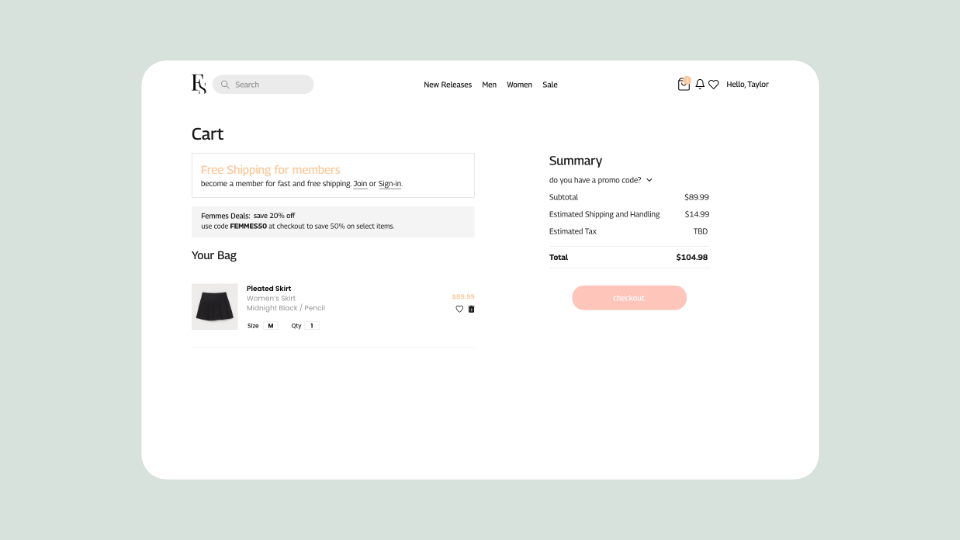 FS
Search
New Releases Men Women Sale
Hello, Taylor
Cart
Free Shipping for members
become a member for fast and free shipping. Join or Sign-in.
Femmes Deals: save 20% off
use code FEMMES50 at checkout to save 50% on select items.
Your Bag
Pleated Skirt
Women's Skirt
Midnight Black / Pencil
$89.99
Size M Qty 1
Summary
do you have a promo code?
Subtotal $89.99
Estimated Shipping and Handling $14.99
Estimated Tax TBD
Total $104.98
checkout